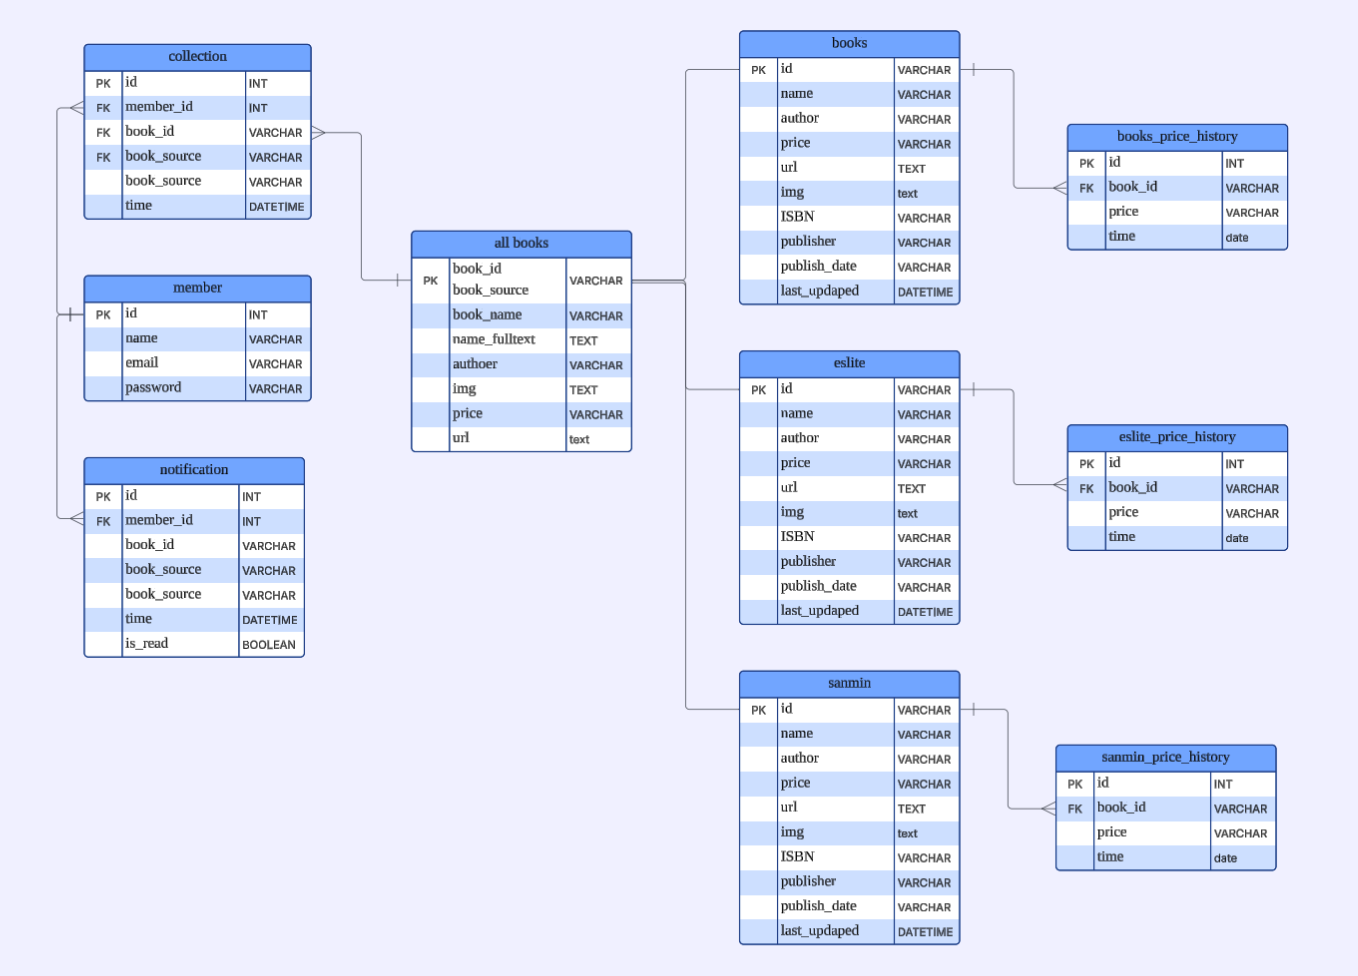 collection
PK id INT
FK member_id INT
FK book_id VARCHAR
FK book_source VARCHAR
book_source VARCHAR
time DATETIME
member
PK id INT
name VARCHAR
email VARCHAR
password VARCHAR
notification
PK id INT
FK member_id INT
book_id VARCHAR
book_source VARCHAR
book_source VARCHAR
time DATETIME
is_read BOOLEAN
all books
PK book_id
book_source VARCHAR
book_name VARCHAR
name_fulltext TEXT
authoer VARCHAR
img TEXT
price VARCHAR
url text
books
PK id VARCHAR
name VARCHAR
author VARCHAR
price VARCHAR
url TEXT
img text
ISBN VARCHAR
publisher VARCHAR
publish_date VARCHAR
last_updaped DATETIME
eslite
PK id VARCHAR
name VARCHAR
author VARCHAR
price VARCHAR
url TEXT
img text
ISBN VARCHAR
publisher VARCHAR
publish_date VARCHAR
last_updaped DATETIME
sanmin
PK id VARCHAR
name VARCHAR
author VARCHAR
price VARCHAR
url TEXT
img text
ISBN VARCHAR
publisher VARCHAR
publish_date VARCHAR
last_updaped DATETIME
books_price_history
PK id INT
FK book_id VARCHAR
price VARCHAR
time date
eslite_price_history
PK id INT
FK book_id VARCHAR
price VARCHAR
time date
sanmin_price_history
PK id INT
FK book_id VARCHAR
price VARCHAR
time date